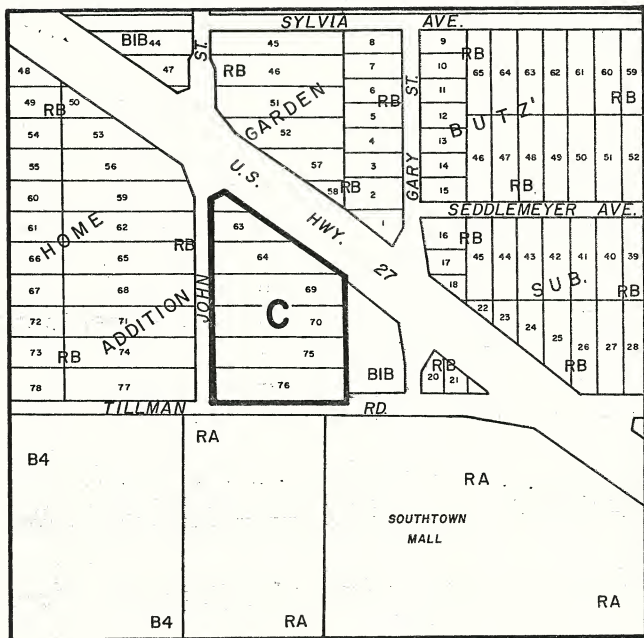 SYLVIA AVE.
BIB 44 ST. 45 8 9
48 47 RB 46 7 10 RB 65 64 63 62 61 60 59
49 RB 50 51 GARDEN 6 RB ST. 11 RB
54 53 52 5 12 BUTZ'
4 13
55 56 U.S. 57 3 GARY 14 46 47 48 49 50 51 52
60 59 58 RB 2 15 RB
SEDDLEMEYER AVE.
61 HOME 62 63 HWY. 1 16 RB
66 65 RB 64 27 17 45 44 43 42 41 40 39
67 68 JOHN 69 18 SUB. RB
72 ADDITION 71 C 70 22 23 24 25 26 27 28
73 RB 74 75 RB RB
78 77 76 BIB 20 21
TILLMAN RD.
B4 RA
RA
SOUTHTOWN
MALL
RA
B4 RA